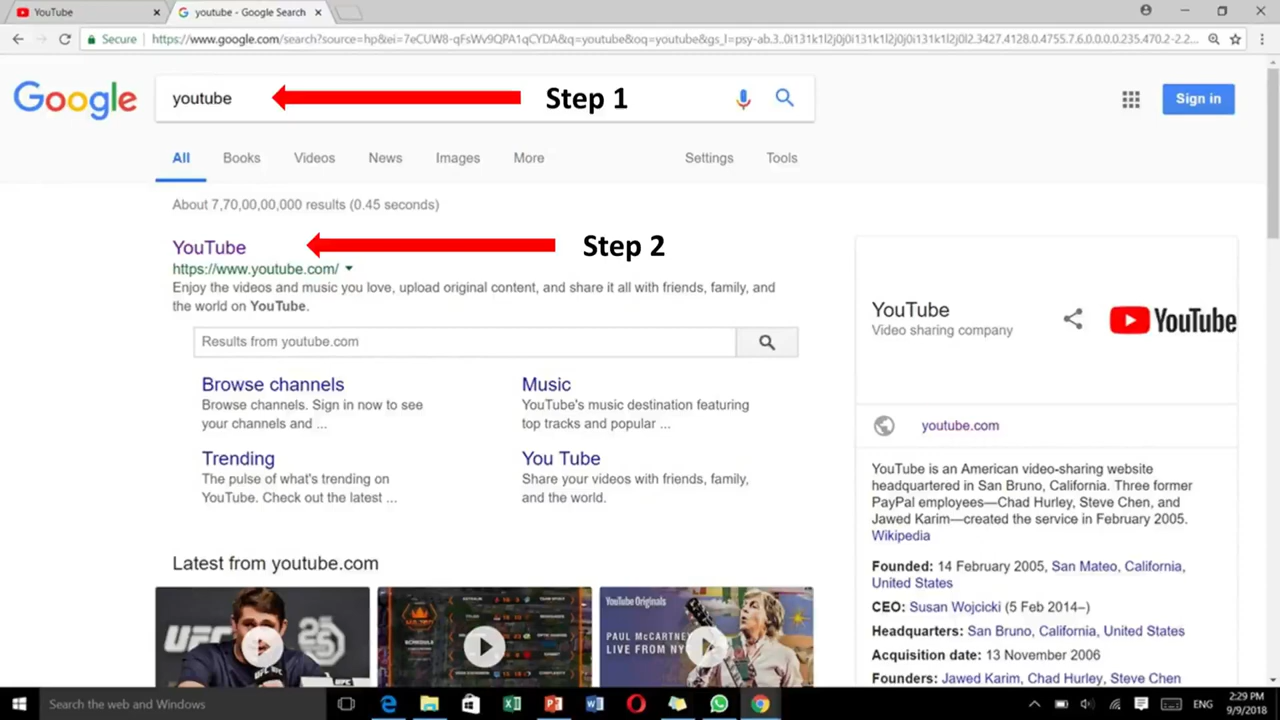 YouTube
youtube - Google Search
Secure
https://www.google.com/search?source=hp&ei=7eCUW8-qFsWv9QPA1qCYDA&q=youtube&oq=youtube&gs_l=psy-ab.3..0i131k1l2j0j0i131k1l2j0j0i131k1l2j0l2.3427.4128.0.4755.7.6.0.0.0.0.235.470.2-2.2...
Google
youtube
Step 1
Sign in
All
Books
Videos
News
Images
More
Settings
Tools
About 7,70,00,00,000 results (0.45 seconds)
YouTube
Step 2
https://www.youtube.com/
Enjoy the videos and music you love, upload original content, and share it all with friends, family, and
the world on YouTube.
Results from youtube.com
Browse channels
Browse channels. Sign in now to see
your channels and ...
Music
YouTube's music destination featuring
top tracks and popular ...
Trending
The pulse of what's trending on
YouTube. Check out the latest ...
You Tube
Share your videos with friends, family,
and the world.
Latest from youtube.com
UFC
25
SCHEDULE
YouTube Originals
PAUL McCARTNEY
LIVE FROM NYC
YouTube
Video sharing company
YouTube
youtube.com
YouTube is an American video-sharing website
headquartered in San Bruno, California. Three former
PayPal employees—Chad Hurley, Steve Chen, and
Jawed Karim—created the service in February 2005.
Wikipedia
Founded: 14 February 2005, San Mateo, California,
United States
CEO: Susan Wojcicki (5 Feb 2014–)
Headquarters: San Bruno, California, United States
Acquisition date: 13 November 2006
Founders: Jawed Karim, Chad Hurley, Steve Chen
Search the web and Windows
ENG
2:29 PM
9/9/2018